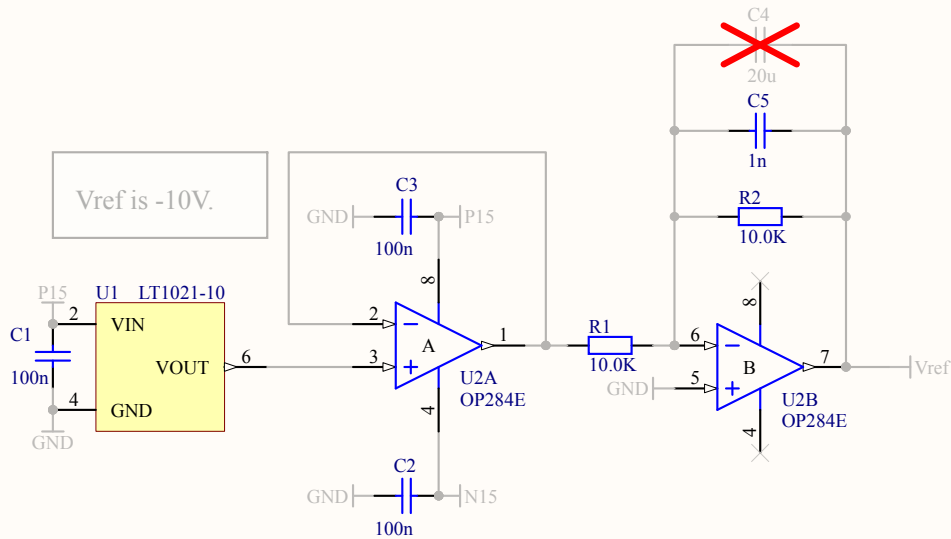 C4
20u
C5
1n
Vref is -10V.
C3
GND
P15
100n
R2
10.0K
P15
U1 LT1021-10
8
8
C1
100n
2
VIN
VOUT
6
4
GND
GND
2
3
A
1
U2A
OP284E
4
R1
10.0K
GND
6
5
B
7
Vref
U2B
OP284E
4
C2
GND
N15
100n